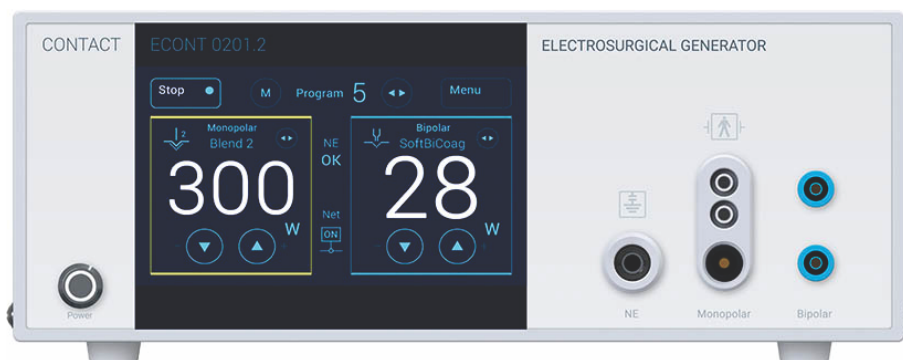 CONTACT
ECONT 0201.2
ELECTROSURGICAL GENERATOR
Stop
M
Program 5
Menu
2
Monopolar
Blend 2
300
W
NE
OK
Net
ON
Bipolar
SoftBiCoag
28
W
Power
NE
Monopolar
Bipolar